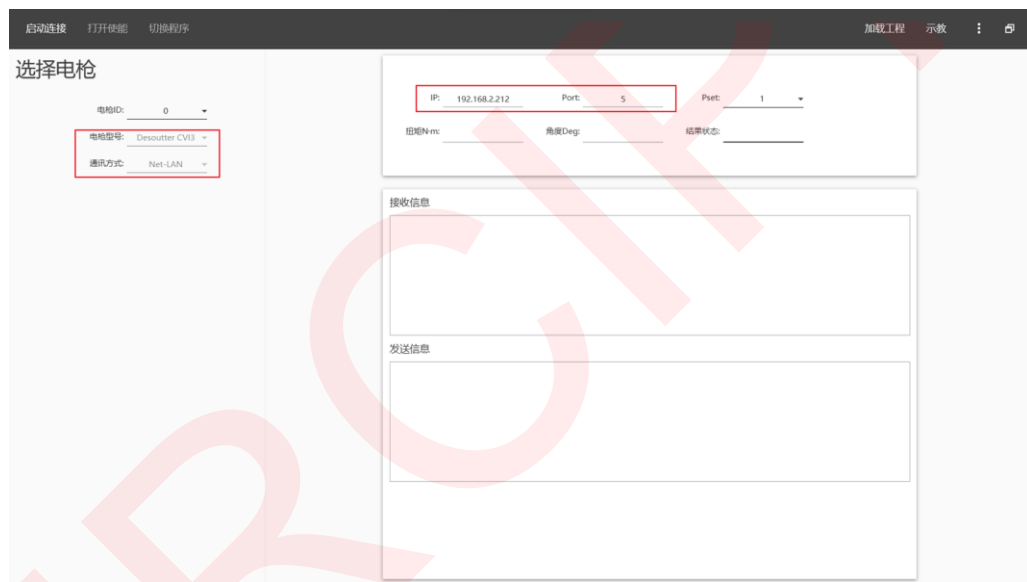 启动连接 打开使能 切换程序 加载工程 示教
选择电枪
电枪ID: 0
电枪型号: Desoutter CVI3
通讯方式: Net-LAN
IP: 192.168.2.212 Port: 5 Pset: 1
扭矩N·m: 角度Deg: 结果状态:
接收信息
发送信息